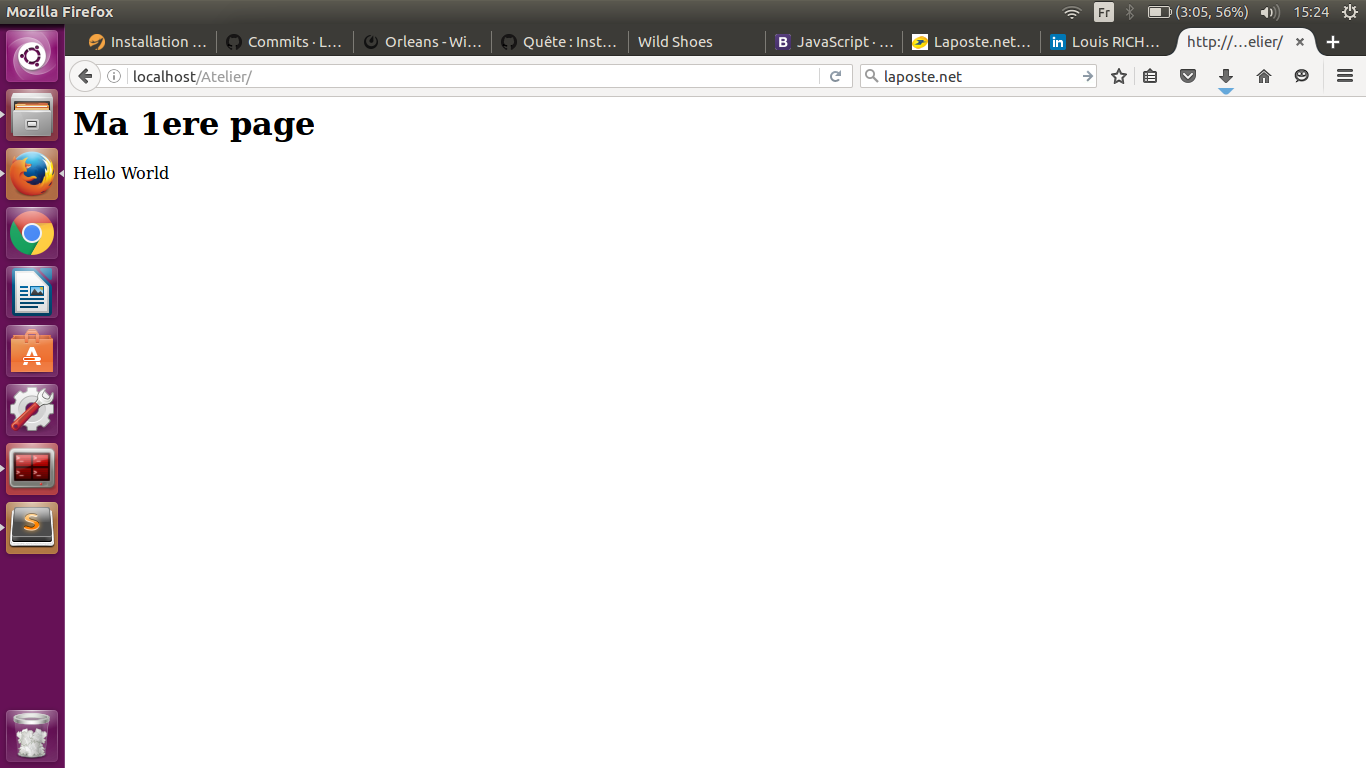 Mozilla Firefox
Fr
(3:05, 56%)
15:24
Installation ...
Commits · L...
Orleans - Wi...
Quête : Inst...
Wild Shoes
B
JavaScript · ...
Laposte.net...
in
Louis RICH...
http://...elier/
localhost/Atelier/
laposte.net
Ma 1ere page
Hello World
A
S